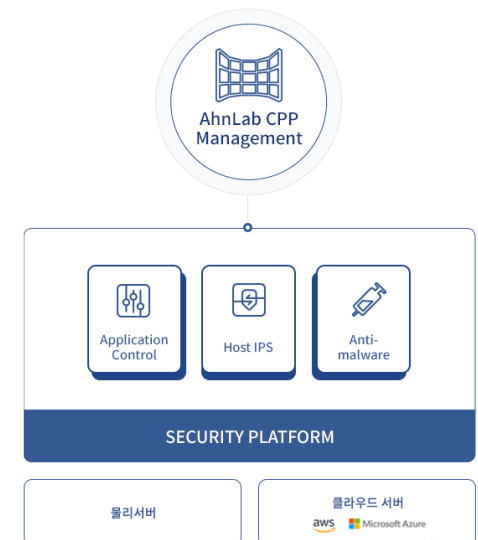 AhnLab CPP
Management
Application
Control
Host IPS
Anti-
malware
SECURITY PLATFORM
물리서버
클라우드 서버
aws
Microsoft Azure